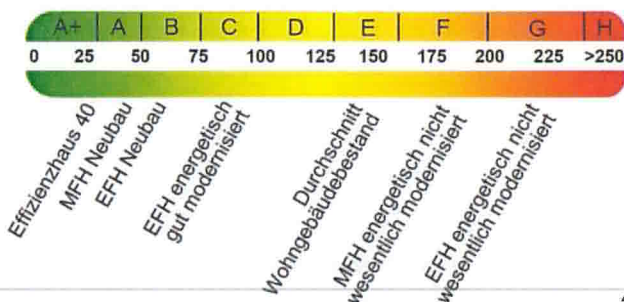 A+ A B C D E F G H
0 25 50 75 100 125 150 175 200 225 >250
Effizienzhaus 40
MFH Neubau
EFH Neubau
EFH energetisch
gut modernisiert
Durchschnitt
Wohngebäudebestand
MFH energetisch nicht
wesentlich modernisiert
EFH energetisch nicht
wesentlich modernisiert